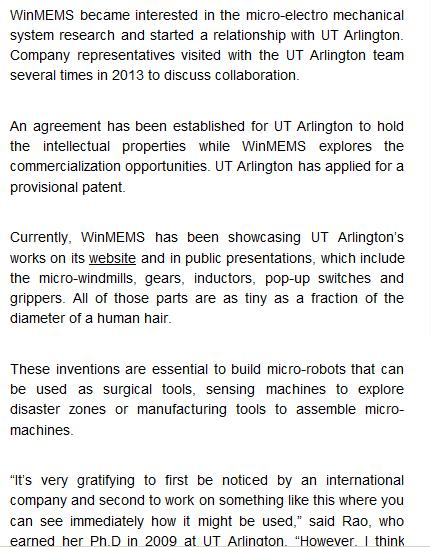 WinMEMS became interested in the micro-electro mechanical
system research and started a relationship with UT Arlington.
Company representatives visited with the UT Arlington team
several times in 2013 to discuss collaboration.
An agreement has been established for UT Arlington to hold
the intellectual properties while WinMEMS explores the
commercialization opportunities. UT Arlington has applied for a
provisional patent.
Currently, WinMEMS has been showcasing UT Arlington’s
works on its website and in public presentations, which include
the micro-windmills, gears, inductors, pop-up switches and
grippers. All of those parts are as tiny as a fraction of the
diameter of a human hair.
These inventions are essential to build micro-robots that can
be used as surgical tools, sensing machines to explore
disaster zones or manufacturing tools to assemble micro-
machines.
“It’s very gratifying to first be noticed by an international
company and second to work on something like this where you
can see immediately how it might be used,” said Rao, who
earned her Ph.D in 2009 at UT Arlington. “However, I think